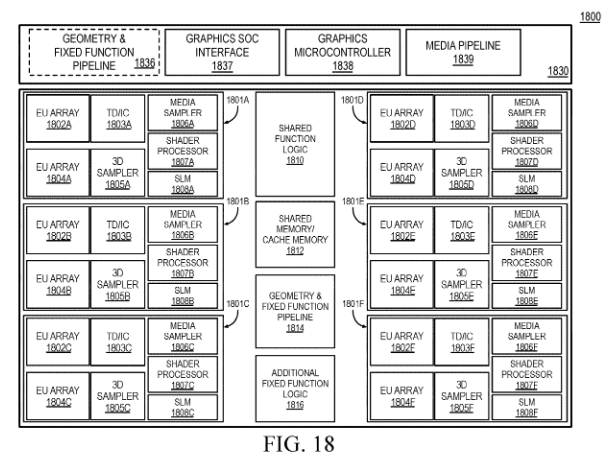 1800
GEOMETRY &
FIXED FUNCTION
PIPELINE 1836
GRAPHICS SOC
INTERFACE
1837
GRAPHICS
MICROCONTROLLER
1838
MEDIA PIPELINE
1839
1830
EU ARRAY
1802A
TD/IC
1803A
MEDIA
SAMPLER
1806A
SHADER
PROCESSOR
1807A
EU ARRAY
1804A
3D
SAMPLER
1805A
SLM
1808A
1801A
EU ARRAY
1802B
TD/IC
1803B
MEDIA
SAMPLER
1806B
SHADER
PROCESSOR
1807B
EU ARRAY
1804B
3D
SAMPLER
1805B
SLM
1808B
1801B
EU ARRAY
1802C
TD/IC
1803C
MEDIA
SAMPLER
1806C
SHADER
PROCESSOR
1807C
EU ARRAY
1804C
3D
SAMPLER
1805C
SLM
1808C
1801C
SHARED
FUNCTION
LOGIC
1810
SHARED
MEMORY/
CACHE MEMORY
1812
GEOMETRY &
FIXED FUNCTION
PIPELINE
1814
ADDITIONAL
FIXED FUNCTION
LOGIC
1816
1801D
EU ARRAY
1802D
TD/IC
1803D
MEDIA
SAMPLER
1806D
SHADER
PROCESSOR
1807D
EU ARRAY
1804D
3D
SAMPLER
1805D
SLM
1808D
1801E
EU ARRAY
1802E
TD/IC
1803E
MEDIA
SAMPLER
1806E
SHADER
PROCESSOR
1807E
EU ARRAY
1804E
3D
SAMPLER
1805E
SLM
1808E
1801F
EU ARRAY
1802F
TD/IC
1803F
MEDIA
SAMPLER
1806F
SHADER
PROCESSOR
1807F
EU ARRAY
1804F
3D
SAMPLER
1805F
SLM
1808F
FIG. 18